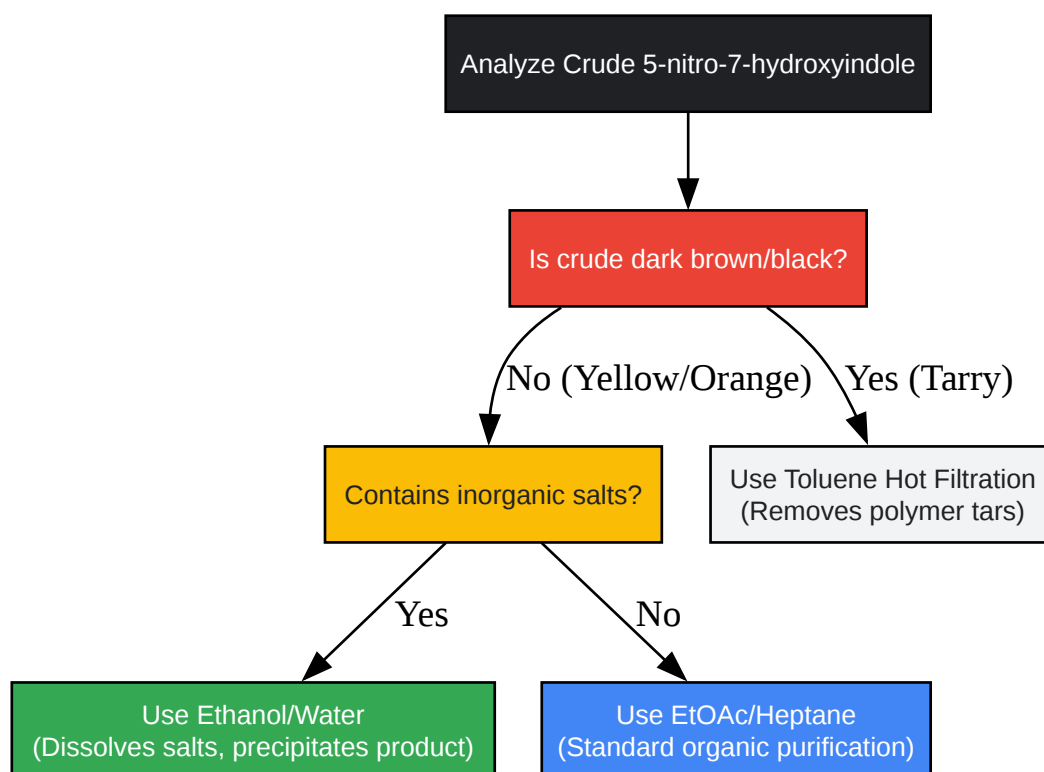 Analyze Crude 5-nitro-7-hydroxyindole
Is crude dark brown/black?
No (Yellow/Orange)
Yes (Tarry)
Contains inorganic salts?
Use Toluene Hot Filtration
(Removes polymer tars)
Yes
No
Use Ethanol/Water
(Dissolves salts, precipitates product)
Use EtOAc/Heptane
(Standard organic purification)